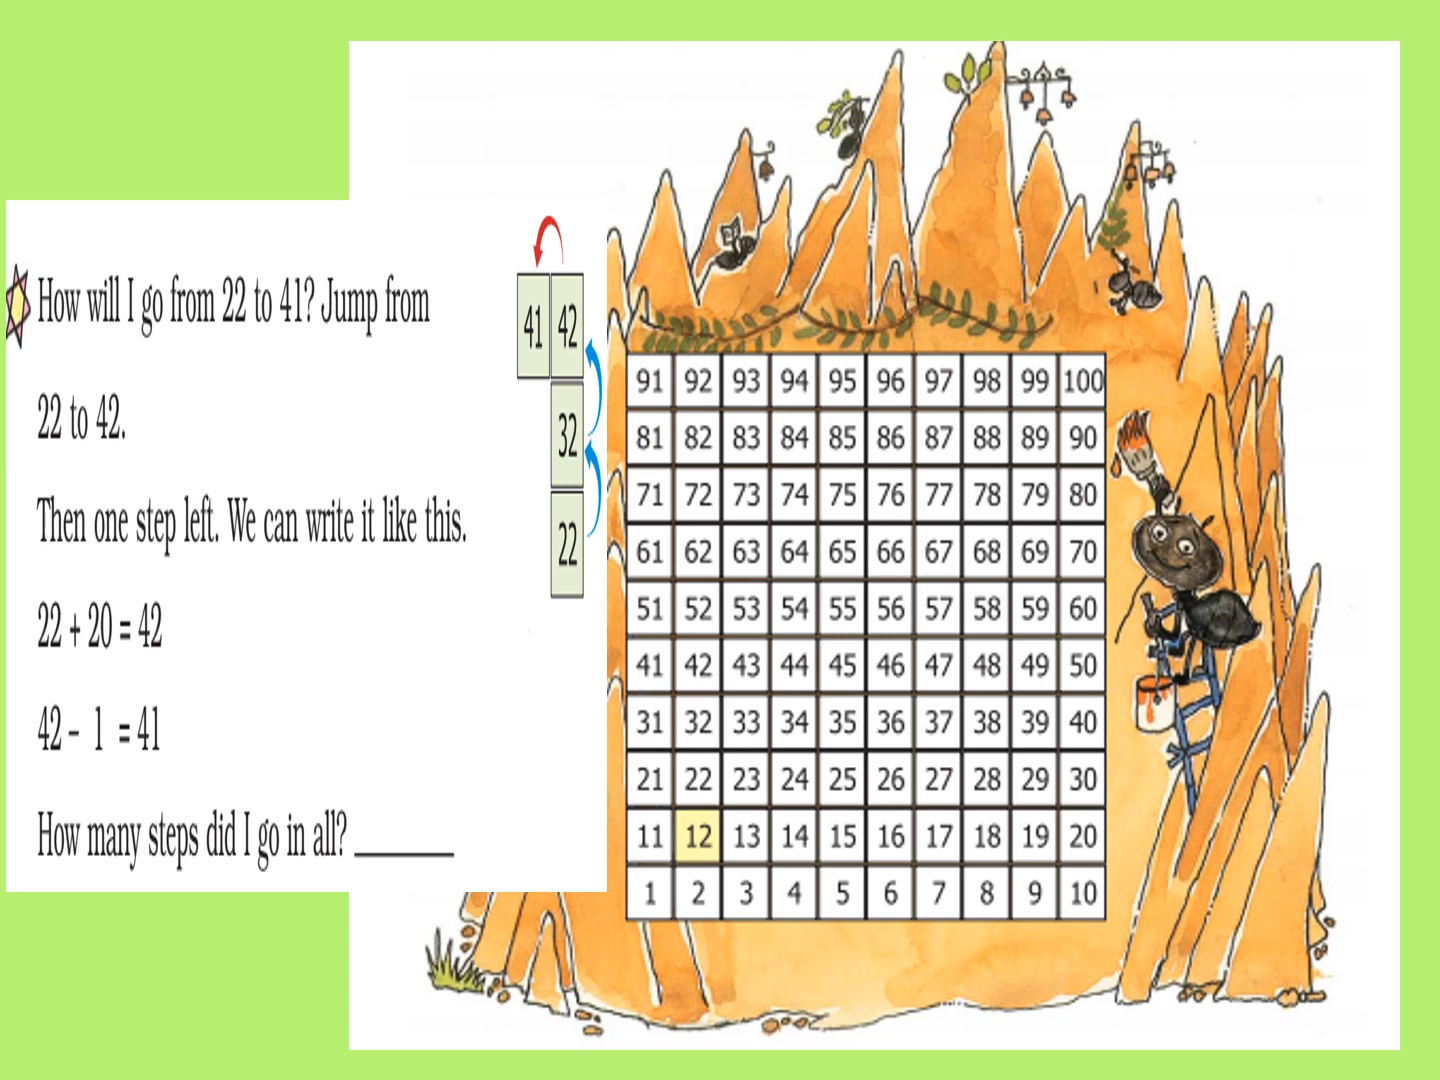 How will I go from 22 to 41? Jump from
22 to 42.
Then one step left. We can write it like this.
22 + 20 = 42
42 – 1 = 41
How many steps did I go in all? ________
41 42
32
22
91 92 93 94 95 96 97 98 99 100
81 82 83 84 85 86 87 88 89 90
71 72 73 74 75 76 77 78 79 80
61 62 63 64 65 66 67 68 69 70
51 52 53 54 55 56 57 58 59 60
41 42 43 44 45 46 47 48 49 50
31 32 33 34 35 36 37 38 39 40
21 22 23 24 25 26 27 28 29 30
11 12 13 14 15 16 17 18 19 20
1 2 3 4 5 6 7 8 9 10